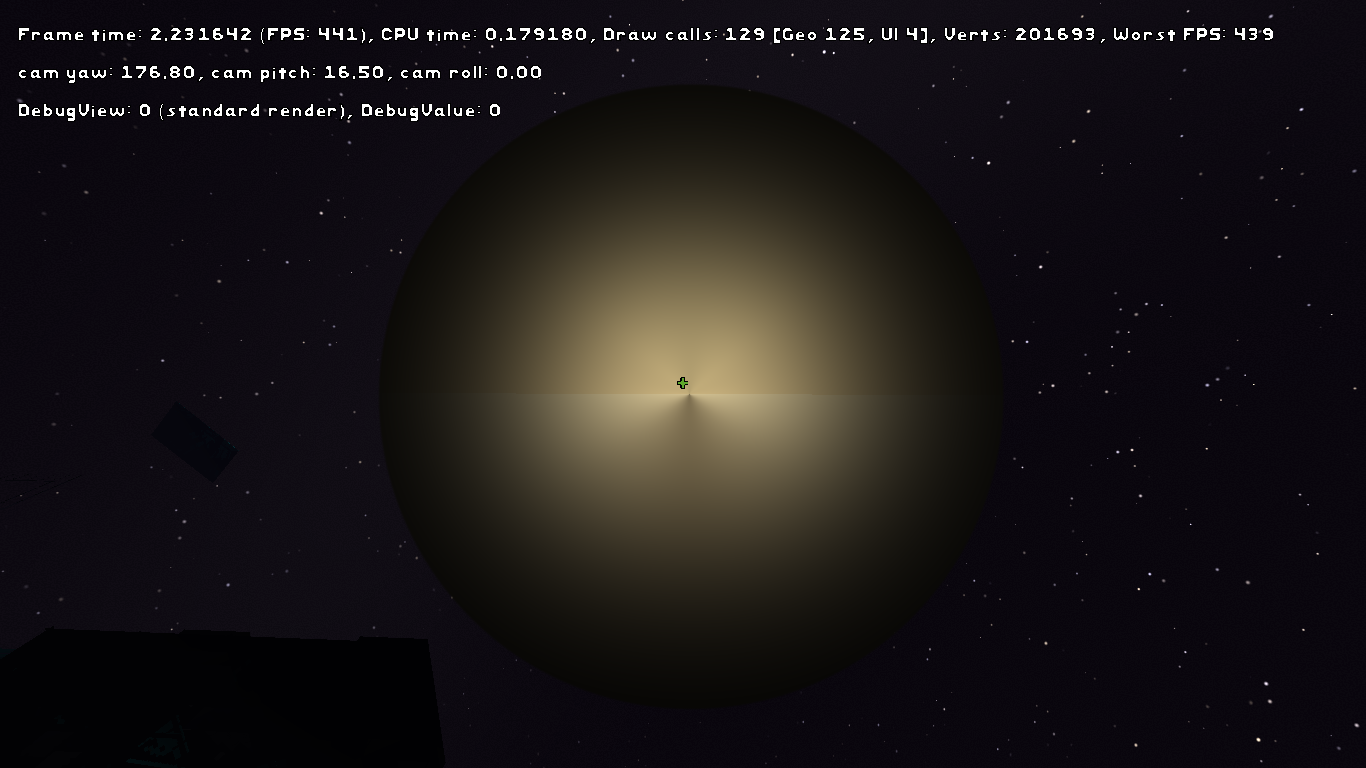 Frame time: 2.231642 (FPS: 441), CPU time: 0.179180, Draw calls: 129 [Geo 125, UI 4], Verts: 201693, Worst FPS: 439
cam yaw: 176.80, cam pitch: 16.50, cam roll: 0.00
DebugView: 0 (standard render), DebugValue: 0